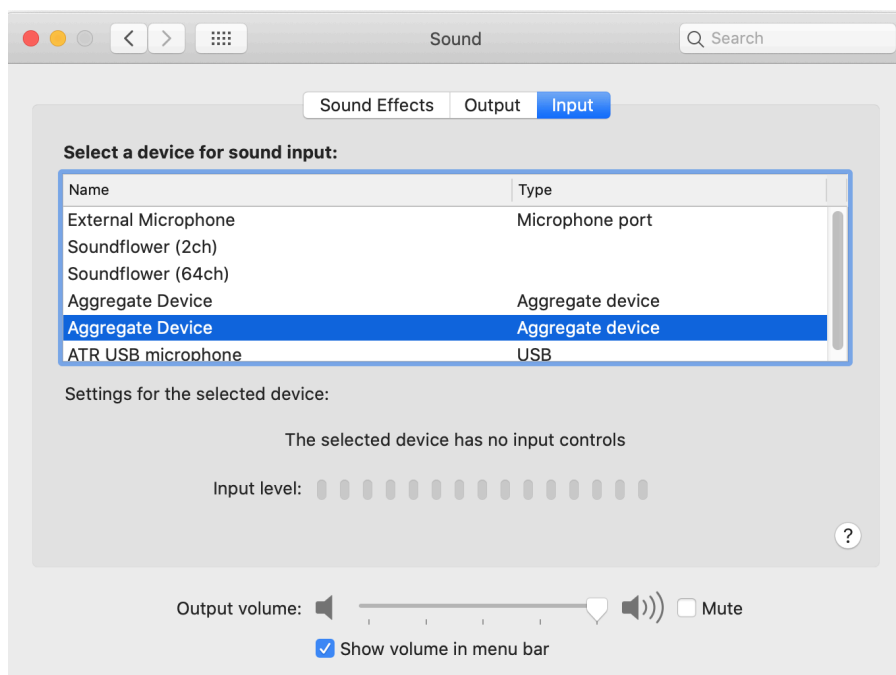 Sound
Search
Sound Effects Output Input
Select a device for sound input:
Name Type
External Microphone Microphone port
Soundflower (2ch)
Soundflower (64ch)
Aggregate Device Aggregate device
Aggregate Device Aggregate device
ATR USB microphone USB
Settings for the selected device:
The selected device has no input controls
Input level:
?
Output volume: Mute
Show volume in menu bar